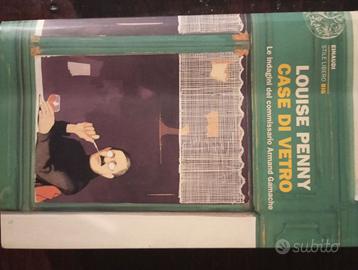 LOUISE PENNY
CASE DI VETRO
Le indagini del commissario Armand Gamache
EINAUDI
STILE LIBERO BIG
subito